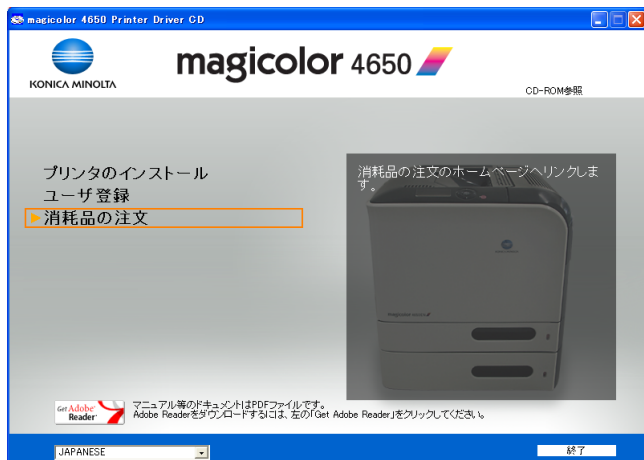 magicolor 4650 Printer Driver CD
KONICA MINOLTA
magicolor 4650
CD-ROM参照
プリンタのインストール
ユーザ登録
消耗品の注文
消耗品の注文のホームページへリンクしま
す。
magicolor 4650
Get Adobe Reader
マニュアル等のドキュメントはPDFファイルです。
Adobe Readerをダウンロードするには、左の「Get Adobe Reader」をクリックしてください。
JAPANESE
終了